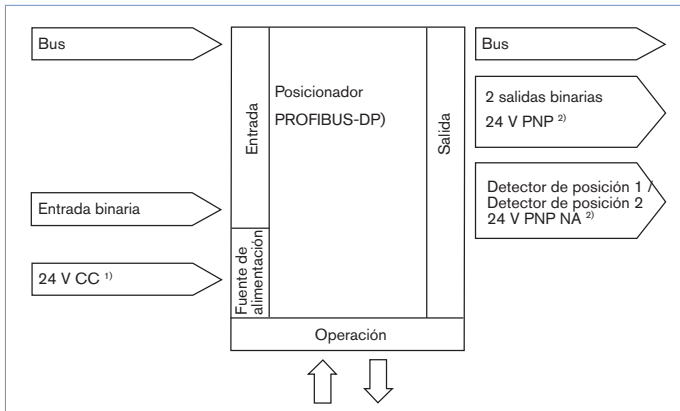 Bus
Entrada binaria
24 V CC 1)
Entrada
Fuente de
alimentación
Posicionador
PROFIBUS-DP)
Salida
Operación
Bus
2 salidas binarias
24 V PNP 2)
Detector de posición 1 /
Detector de posición 2
24 V PNP NA 2)